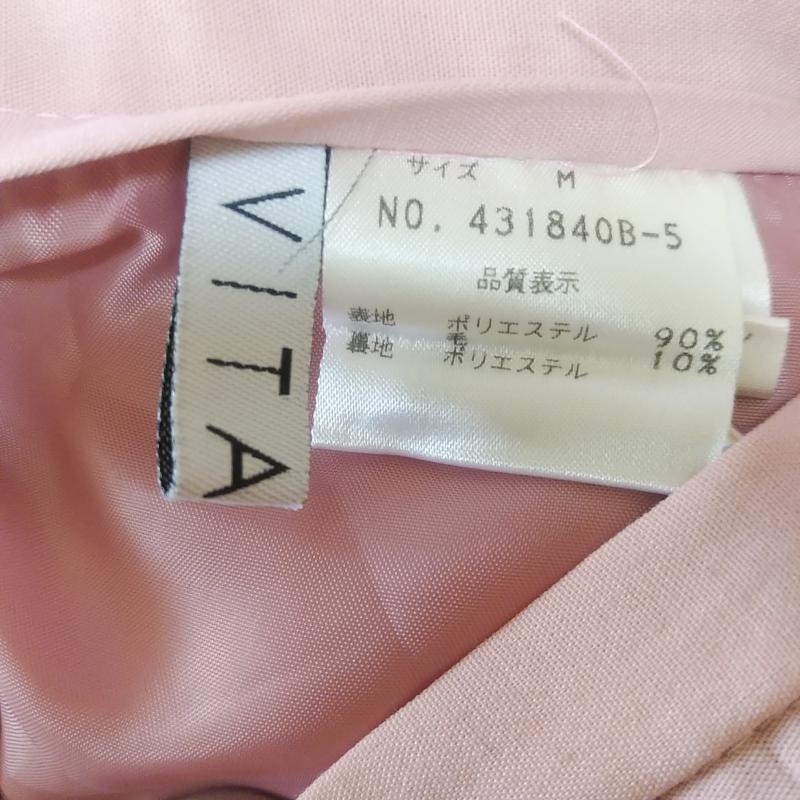 VITA
サイズ M
NO. 431840B-5
品質表示
表地 ポリエステル 90%
毛 10%
裏地 ポリエステル